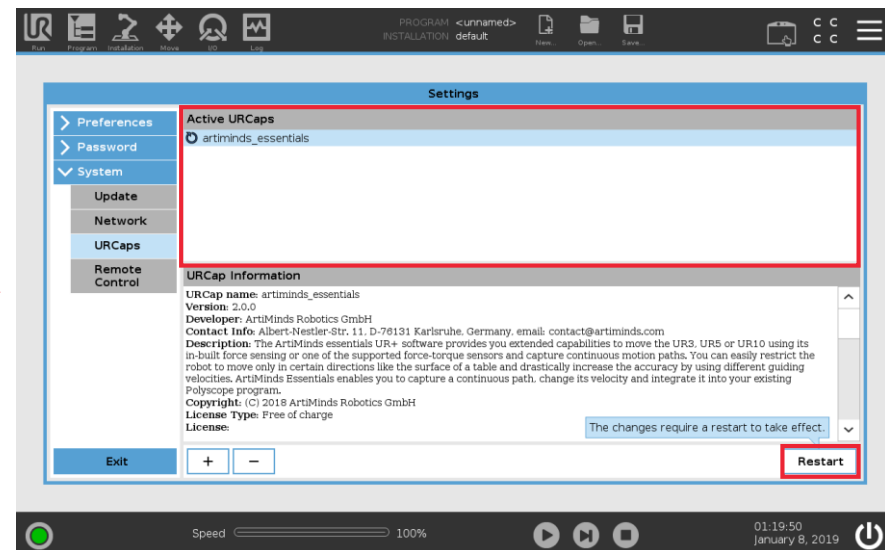 PROGRAM <unnamed>
INSTALLATION default
Run Program Installation Move I/O Log New... Open... Save...
C C
C C
Settings
Preferences
Password
System
Update
Network
URCaps
Remote
Control
Exit
Active URCaps
artiminds_essentials
URCap Information
URCap name: artiminds_essentials
Version: 2.0.0
Developer: ArtiMinds Robotics GmbH
Contact Info: Albert-Nestler-Str. 11, D-76131 Karlsruhe, Germany, email: contact@artiminds.com
Description: The ArtiMinds essentials UR+ software provides you extended capabilities to move the UR3, UR5 or UR10 using its
in-built force sensing or one of the supported force-torque sensors and capture continuous motion paths. You can easily restrict the
robot to move only in certain directions like the surface of a table and drastically increase the accuracy by using different guiding
velocities. ArtiMinds Essentials enables you to capture a continuous path, change its velocity and integrate it into your existing
Polyscope program.
Copyright: (C) 2018 ArtiMinds Robotics GmbH
License Type: Free of charge
License:
The changes require a restart to take effect.
+ −
Restart
Speed 100%
01:19:50
January 8, 2019